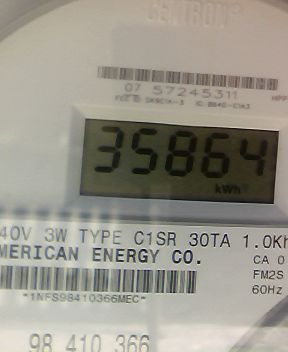 CENTRON®
07 57245311
35864
kWh
40V 3W TYPE C1SR 30TA 1.0Kh
MERICAN ENERGY CO.
CA 0
FM2S
60Hz
*1NFS98410366MEC*
98 410 366